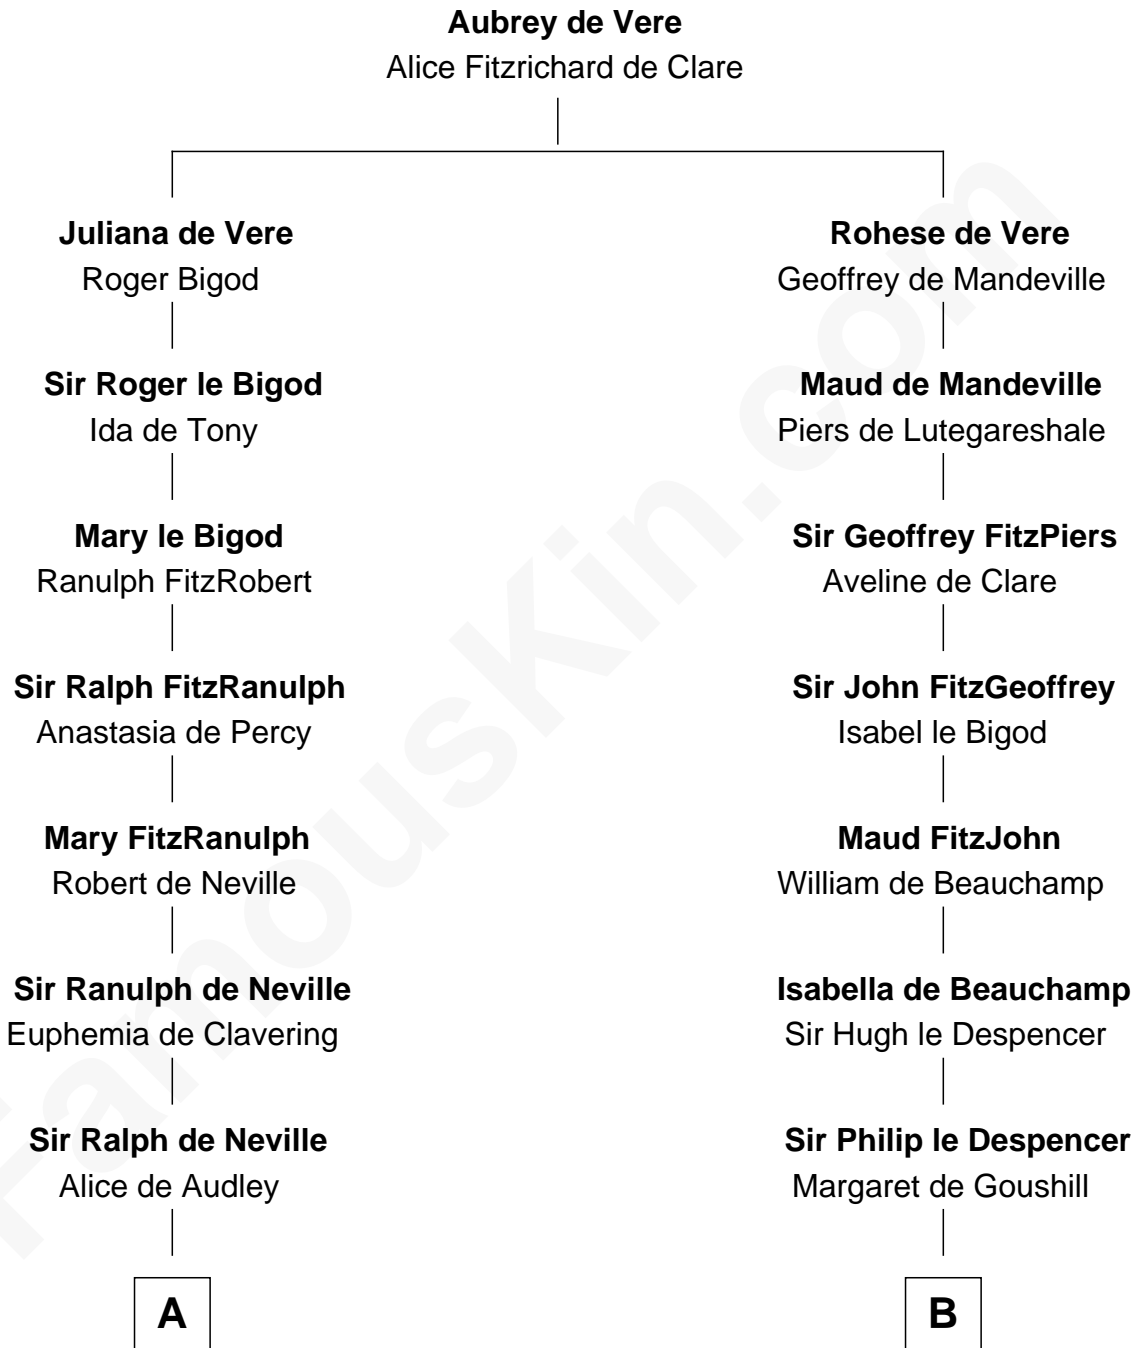 Aubrey de Vere
Alice Fitzrichard de Clare
Juliana de Vere
Roger Bigod
Rohese de Vere
Geoffrey de Mandeville
Sir Roger le Bigod
Ida de Tony
Maud de Mandeville
Piers de Lutegareshale
Mary le Bigod
Ranulph FitzRobert
Sir Geoffrey FitzPiers
Aveline de Clare
Sir Ralph FitzRanulph
Anastasia de Percy
Sir John FitzGeoffrey
Isabel le Bigod
Mary FitzRanulph
Robert de Neville
Maud FitzJohn
William de Beauchamp
Sir Ranulph de Neville
Euphemia de Clavering
Isabella de Beauchamp
Sir Hugh le Despencer
Sir Ralph de Neville
Alice de Audley
Sir Philip le Despencer
Margaret de Goushill
A
B
FamousKin.com